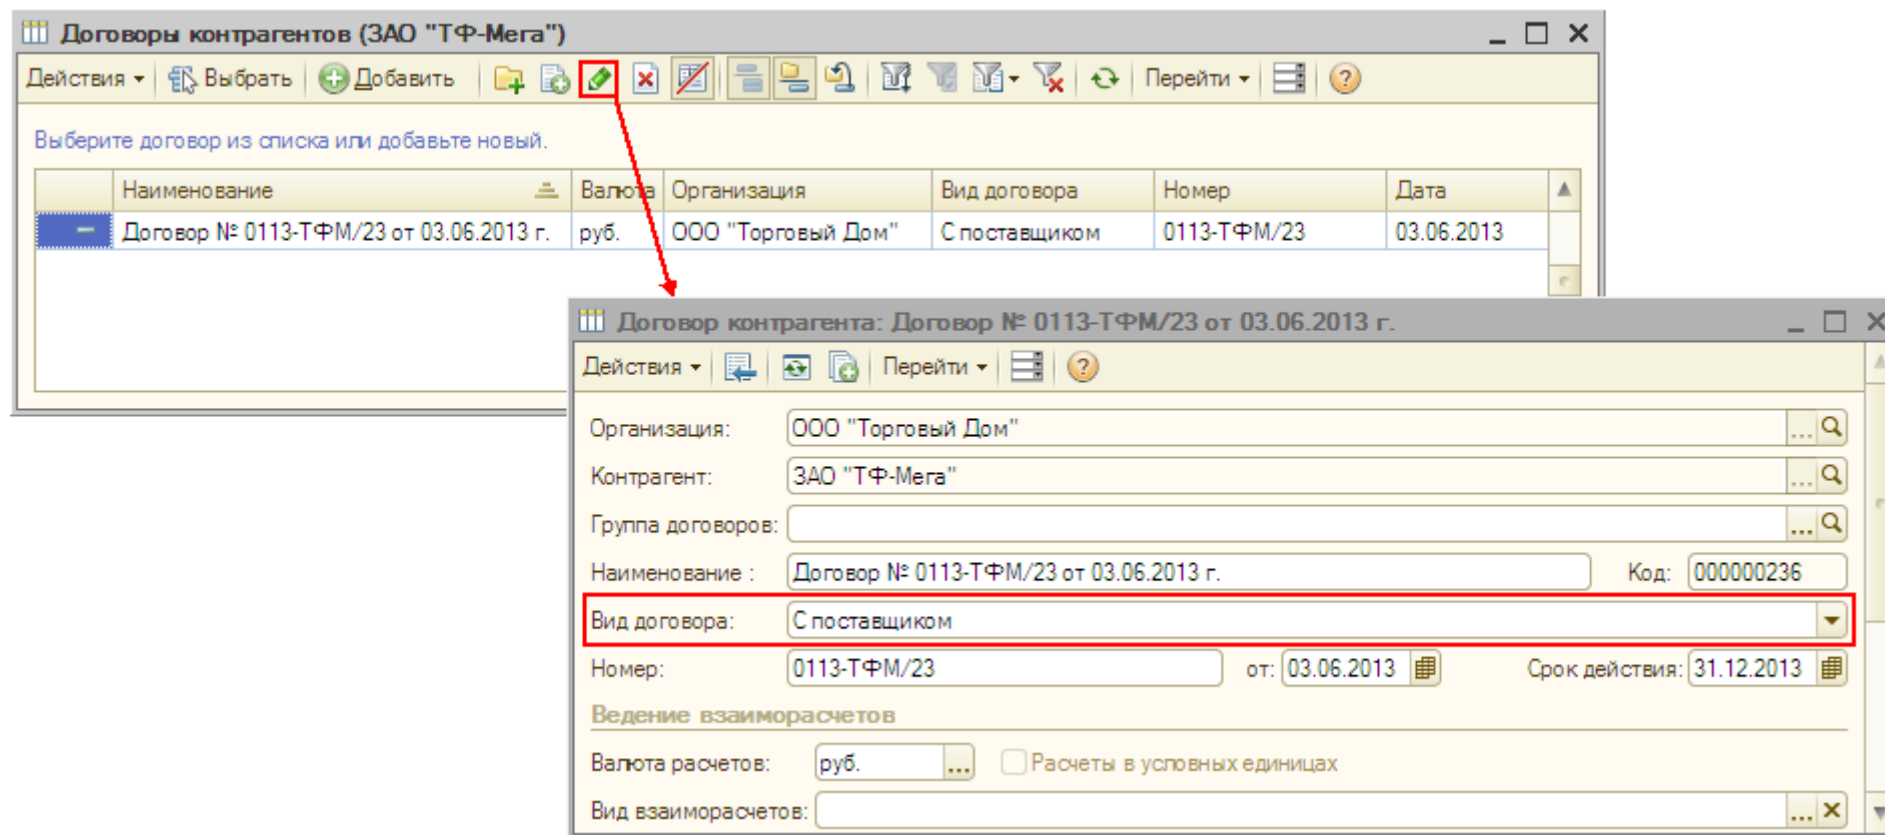 Договоры контрагентов (ЗАО "ТФ-Мега")
Действия Выбрать Добавить Перейти
Выберите договор из списка или добавьте новый.
Наименование Валюта Организация Вид договора Номер Дата
Договор № 0113-ТФМ/23 от 03.06.2013 г. руб. ООО "Торговый Дом" С поставщиком 0113-ТФМ/23 03.06.2013
Договор контрагента: Договор № 0113-ТФМ/23 от 03.06.2013 г.
Действия Перейти
Организация: ООО "Торговый Дом"
Контрагент: ЗАО "ТФ-Мега"
Группа договоров:
Наименование : Договор № 0113-ТФМ/23 от 03.06.2013 г. Код: 000000236
Вид договора: С поставщиком
Номер: 0113-ТФМ/23 от: 03.06.2013 Срок действия: 31.12.2013
Ведение взаиморасчетов
Валюта расчетов: руб. ... Расчеты в условных единицах
Вид взаиморасчетов: